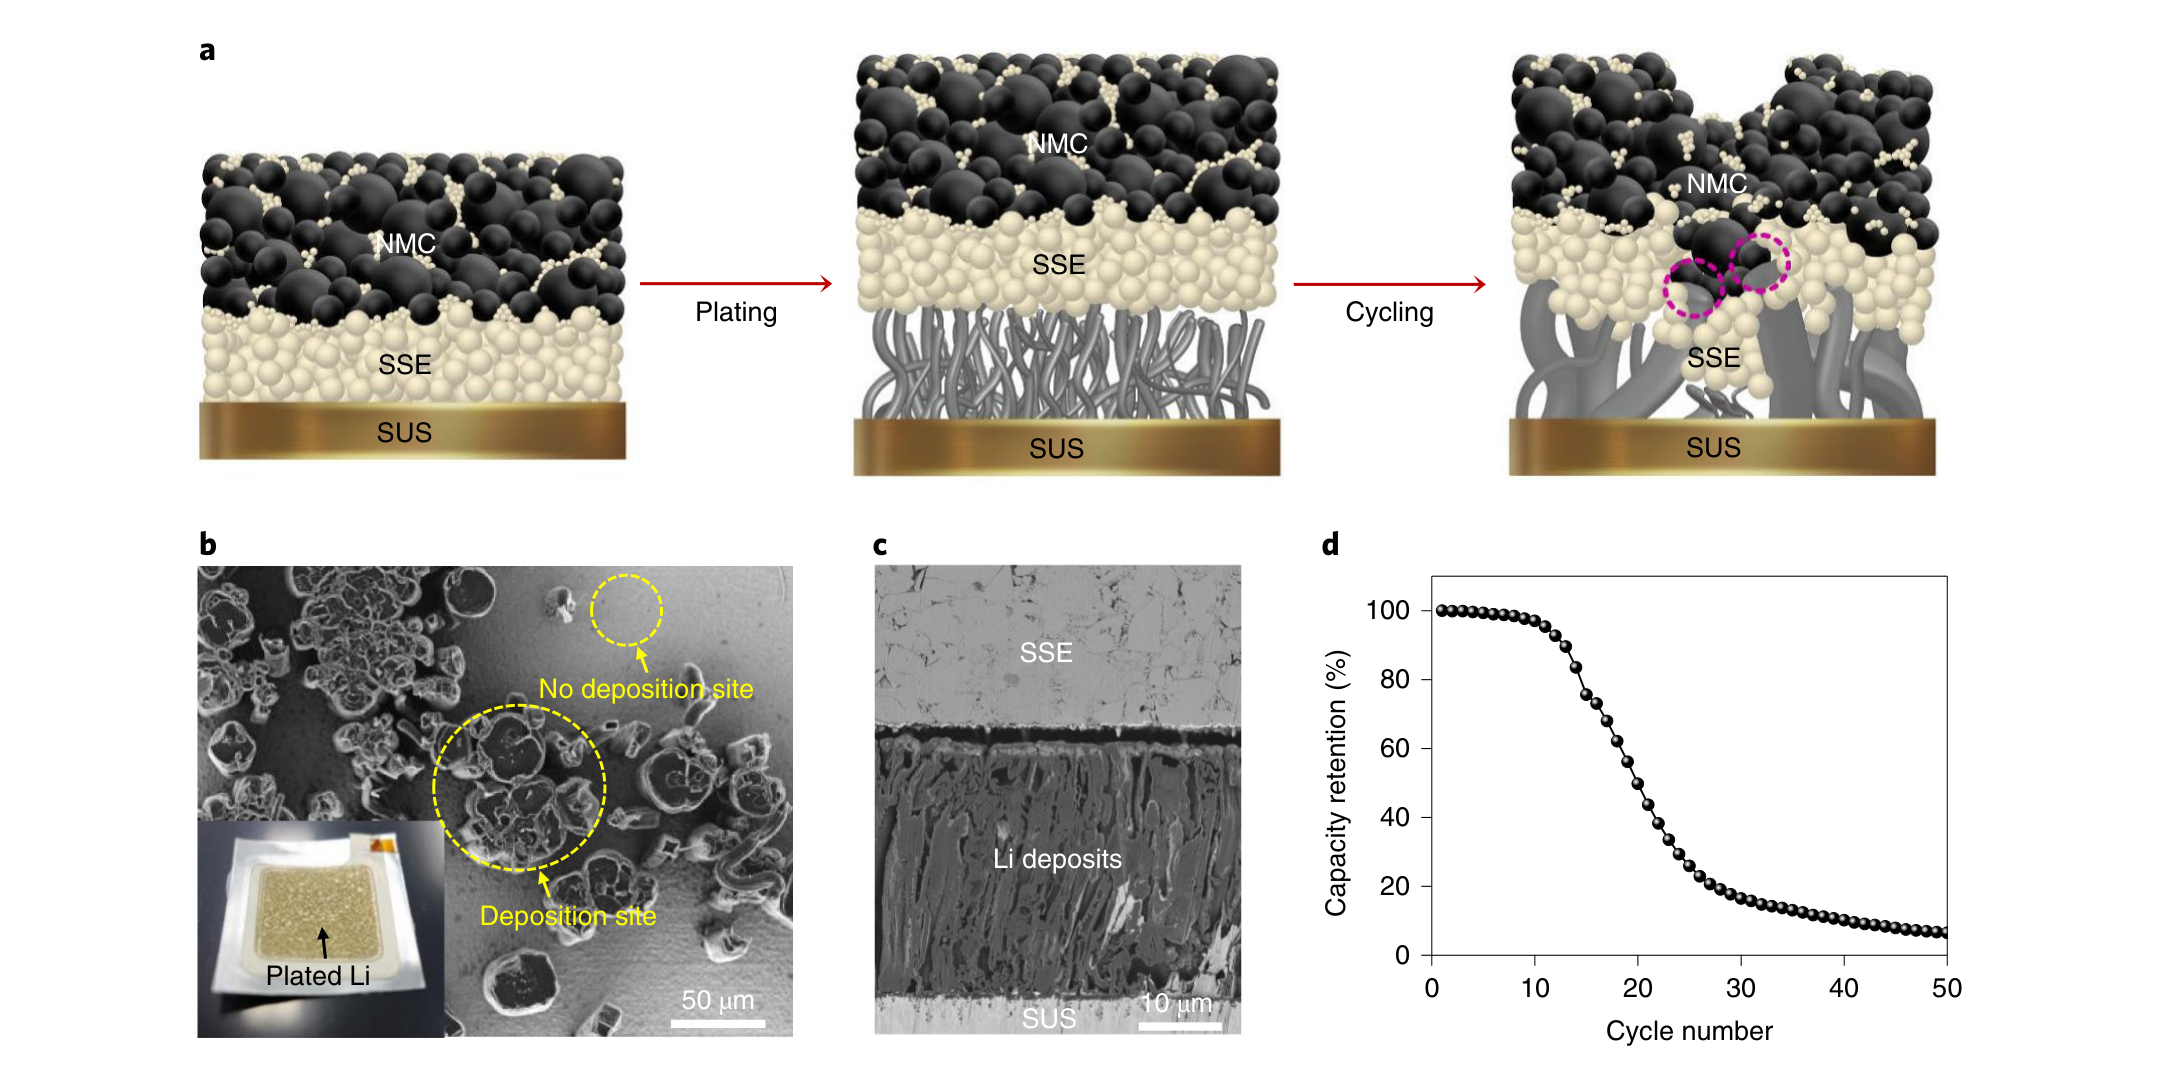 a
NMC
SSE
SUS
Plating
NMC
SSE
SUS
Cycling
NMC
SSE
SUS
b
No deposition site
Deposition site
Plated Li
50 μm
c
SSE
Li deposits
10 μm
SUS
d
Capacity retention (%)
100
80
60
40
20
0
0 10 20 30 40 50
Cycle number